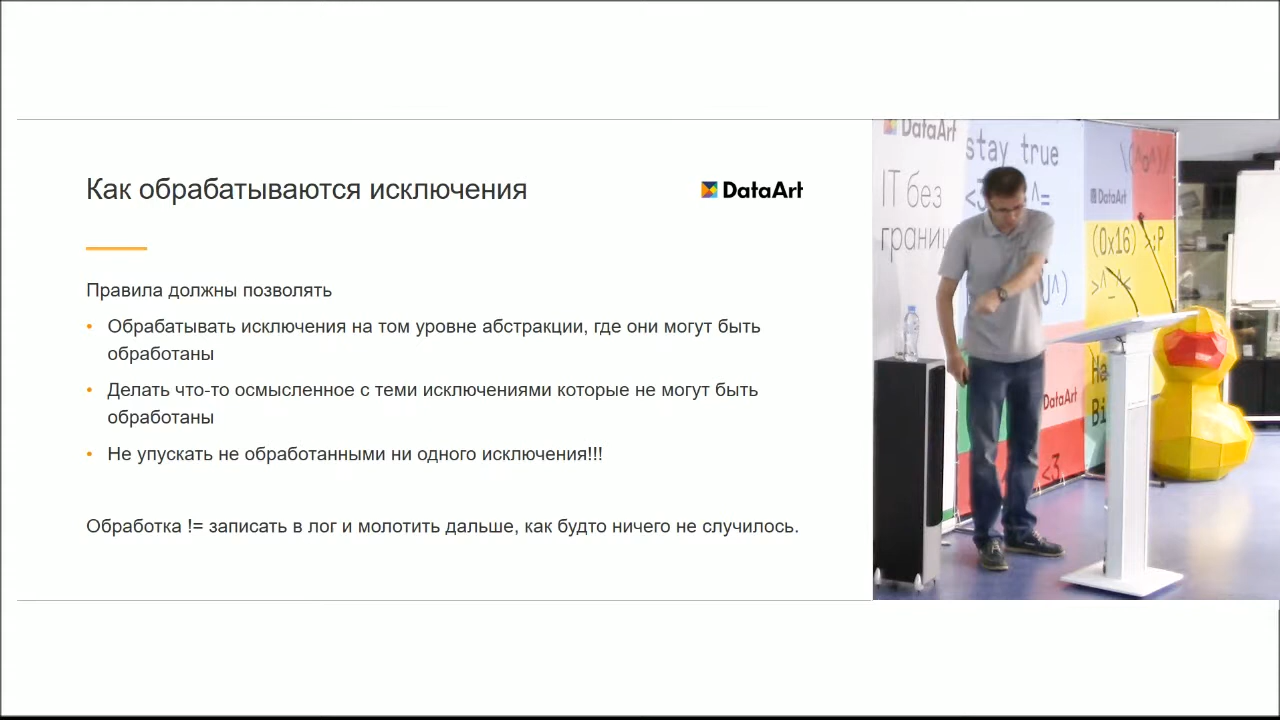 Как обрабатываются исключения
DataArt
Правила должны позволять
• Обрабатывать исключения на том уровне абстракции, где они могут быть
обработаны
• Делать что-то осмысленное с теми исключениями которые не могут быть
обработаны
• Не упускать не обработанными ни одного исключения!!!
Обработка != записать в лог и молотить дальше, как будто ничего не случилось.
DataArt
stay true
IT без
DataArt
(0x16) >:P
>^_^<
DataArt
<3